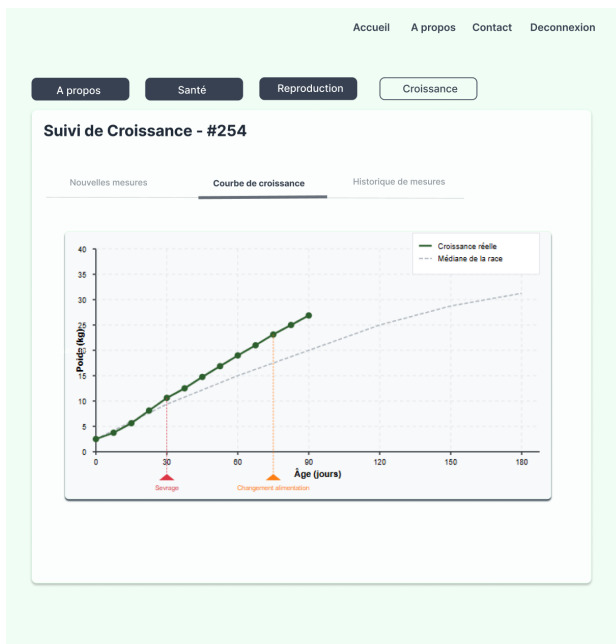 Accueil A propos Contact Deconnexion
A propos Santé Reproduction Croissance
Suivi de Croissance - #254
Nouvelles mesures Courbe de croissance Historique de mesures
Croissance réelle
Médiane de la race
40
35
30
25
20
15
10
5
0
Poids (kg)
0 30 60 90 120 150 180
Âge (jours)
Sevrage Changement alimentation